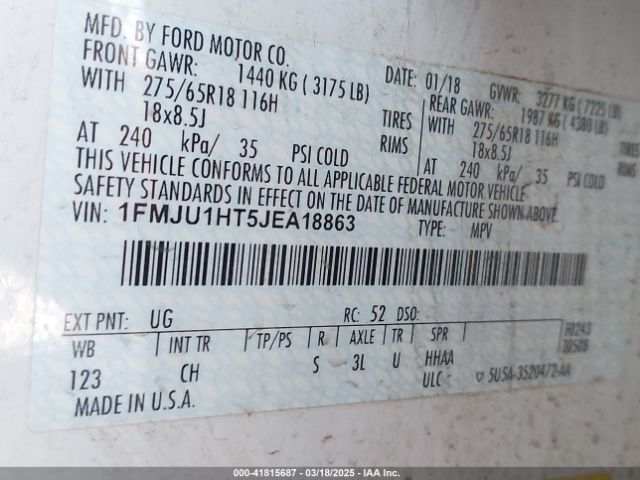 MFD. BY FORD MOTOR CO.
DATE: 01/18 GVWR: 3277 KG ( 7225 LB)
FRONT GAWR: 1440 KG ( 3175 LB) REAR GAWR: 1987 KG ( 4380 LB)
WITH 275/65R18 116H TIRES WITH 275/65R18 116H TIRES
18x8.5J RIMS 18x8.5J RIMS
AT 240 kPa/ 35 PSI COLD AT 240 kPa/ 35 PSI COLD
THIS VEHICLE CONFORMS TO ALL APPLICABLE FEDERAL MOTOR VEHICLE
SAFETY STANDARDS IN EFFECT ON THE DATE OF MANUFACTURE SHOWN ABOVE.
VIN: 1FMJU1HT5JEA18863 TYPE: MPV
EXT PNT: UG RC: 52 DSO:
WB INT TR TP/PS R AXLE TR SPR
123 CH S 3L U HHAA
ULC 5U5A-3520472-AA
MADE IN U.S.A.
000-41815687 - 03/18/2025 - IAA Inc.